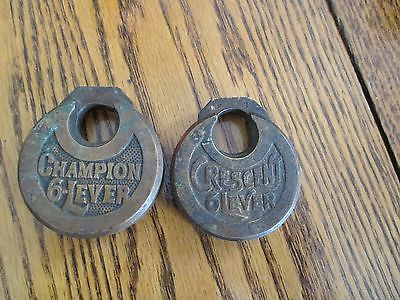 CHAMPION
6-LEVER
CRESCENT
6 LEVER